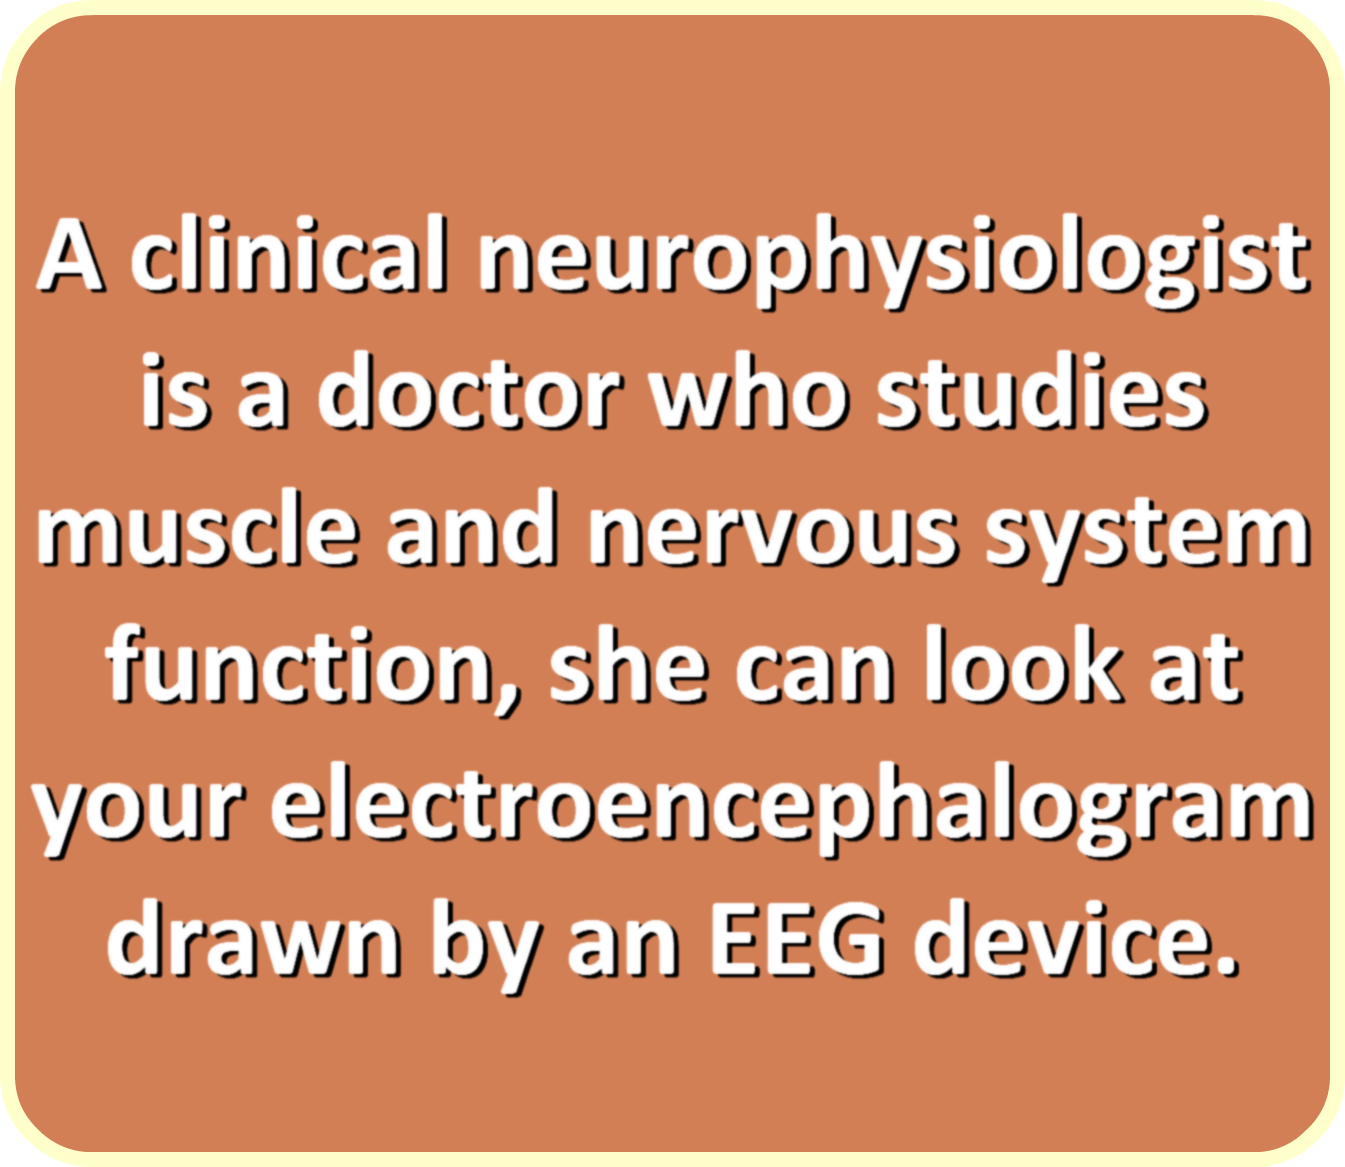 A clinical neurophysiologist
is a doctor who studies
muscle and nervous system
function, she can look at
your electroencephalogram
drawn by an EEG device.